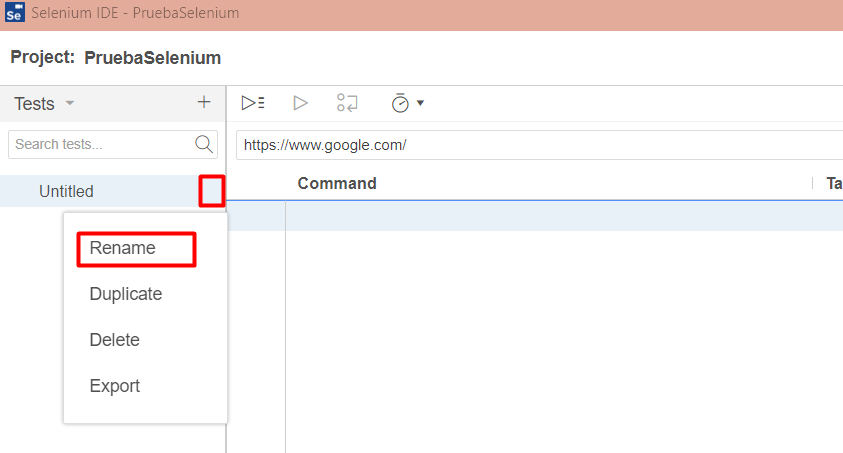 Se Selenium IDE - PruebaSelenium
Project: PruebaSelenium
Tests
Search tests...
https://www.google.com/
Command Ta
Untitled
Rename
Duplicate
Delete
Export